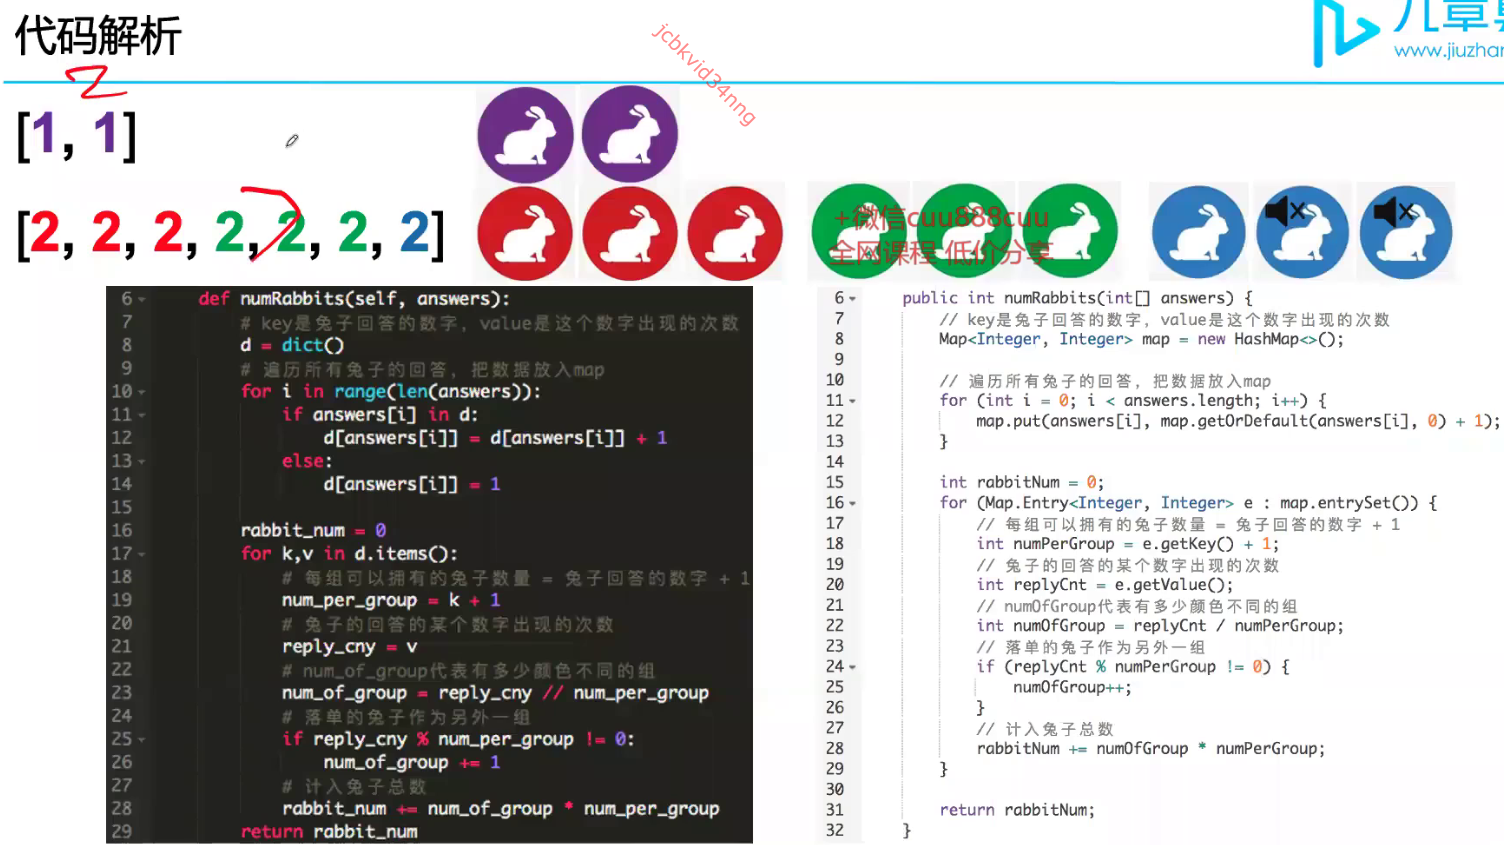 代码解析
jcbkvid34nng
www.jiuzhan
2
[1, 1]
[2, 2, 2, 2, 2, 2, 2]
+微信cuu888cuu
全网课程 低价分享
6 def numRabbits(self, answers):
7 # key是兔子回答的数字，value是这个数字出现的次数
8 d = dict()
9 # 遍历所有兔子的回答，把数据放入map
10 for i in range(len(answers)):
11 if answers[i] in d:
12 d[answers[i]] = d[answers[i]] + 1
13 else:
14 d[answers[i]] = 1
15
16 rabbit_num = 0
17 for k,v in d.items():
18 # 每组可以拥有的兔子数量 = 兔子回答的数字 + 1
19 num_per_group = k + 1
20 # 兔子的回答的某个数字出现的次数
21 reply_cny = v
22 # num_of_group代表有多少颜色不同的组
23 num_of_group = reply_cny // num_per_group
24 # 落单的兔子作为另外一组
25 if reply_cny % num_per_group != 0:
26 num_of_group += 1
27 # 计入兔子总数
28 rabbit_num += num_of_group * num_per_group
29 return rabbit_num
6 public int numRabbits(int[] answers) {
7 // key是兔子回答的数字，value是这个数字出现的次数
8 Map<Integer, Integer> map = new HashMap<>();
9
10 // 遍历所有兔子的回答，把数据放入map
11 for (int i = 0; i < answers.length; i++) {
12 map.put(answers[i], map.getOrDefault(answers[i], 0) + 1);
13 }
14
15 int rabbitNum = 0;
16 for (Map.Entry<Integer, Integer> e : map.entrySet()) {
17 // 每组可以拥有的兔子数量 = 兔子回答的数字 + 1
18 int numPerGroup = e.getKey() + 1;
19 // 兔子的回答的某个数字出现的次数
20 int replyCnt = e.getValue();
21 // numOfGroup代表有多少颜色不同的组
22 int numOfGroup = replyCnt / numPerGroup;
23 // 落单的兔子作为另外一组
24 if (replyCnt % numPerGroup != 0) {
25 numOfGroup++;
26 }
27 // 计入兔子总数
28 rabbitNum += numOfGroup * numPerGroup;
29 }
30
31 return rabbitNum;
32 }